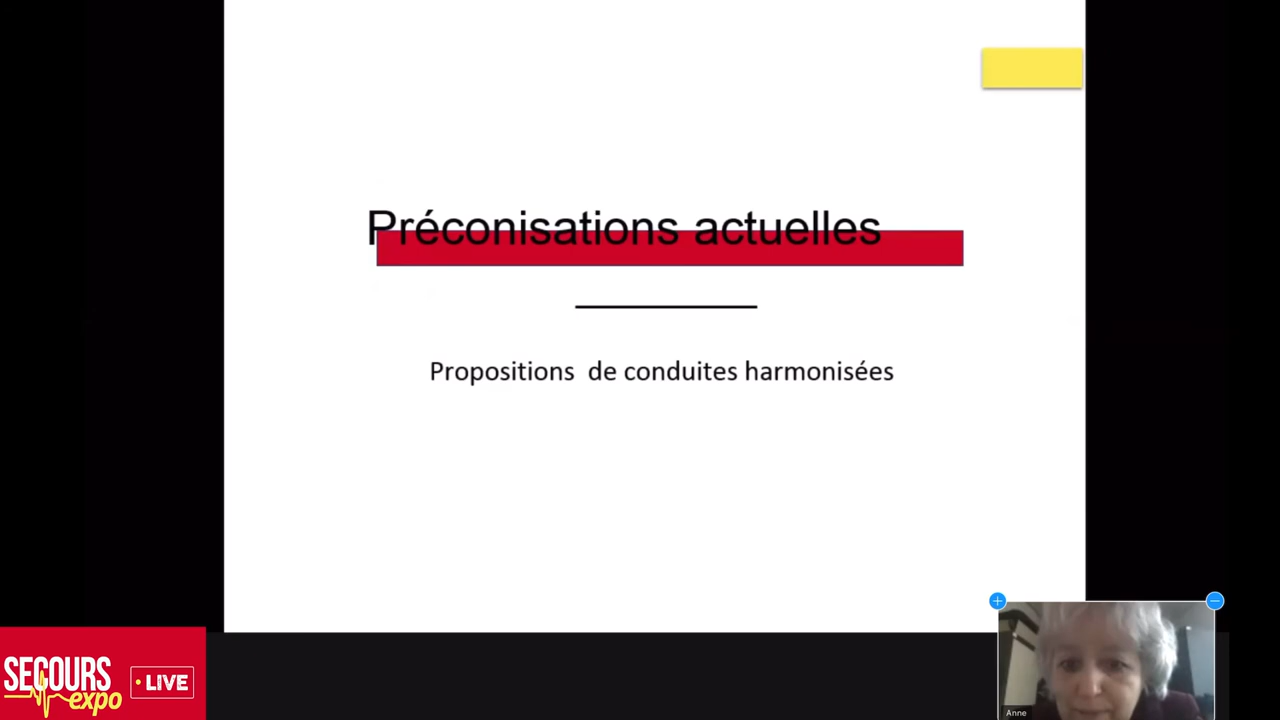 Préconisations actuelles
Propositions de conduites harmonisées
SECOURS
expo
LIVE
Anne